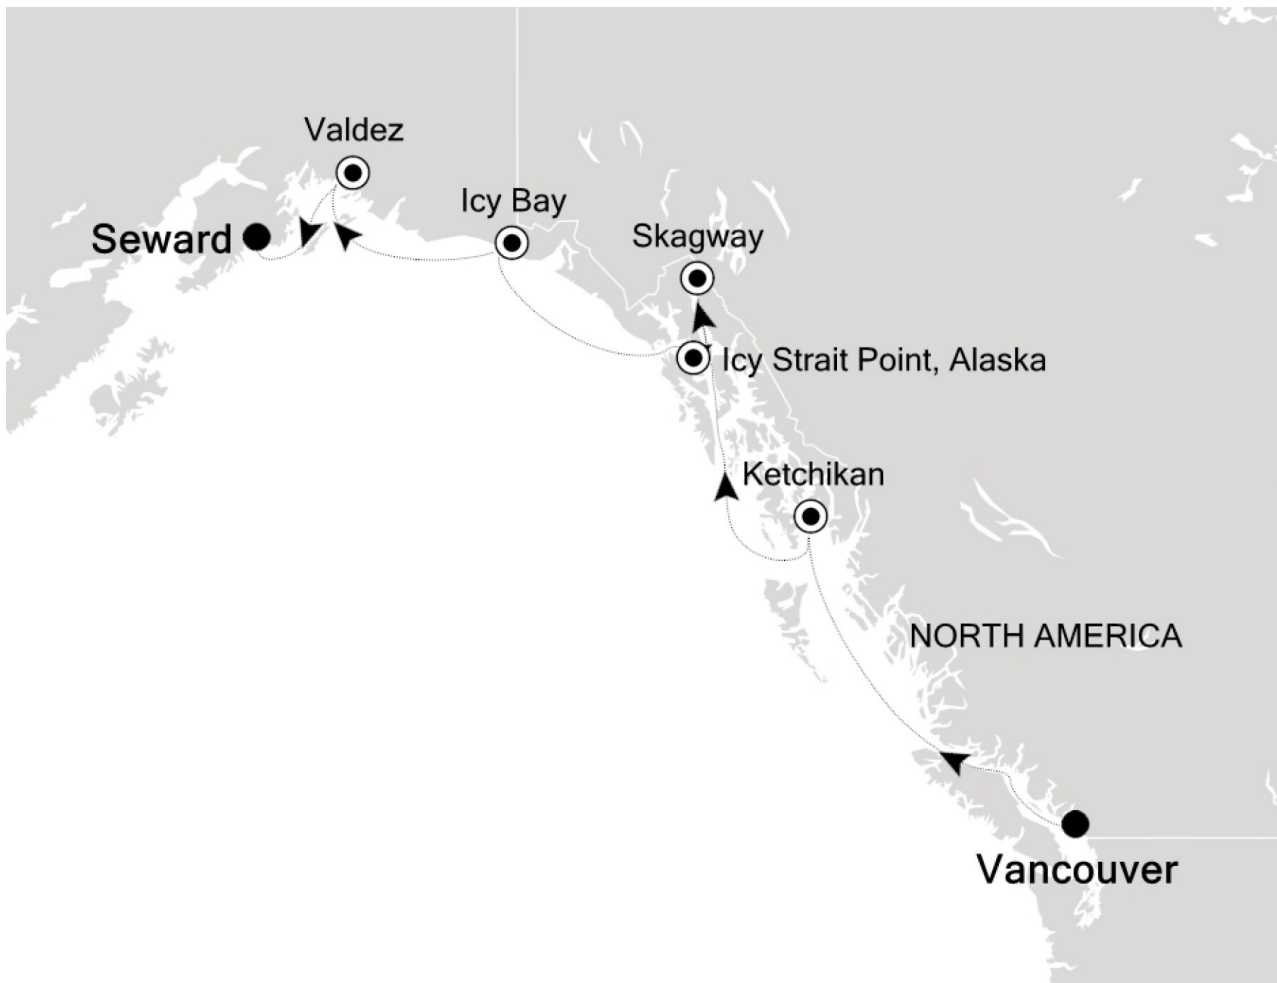 Valdez
Icy Bay
Seward
Skagway
Icy Strait Point, Alaska
Ketchikan
NORTH AMERICA
Vancouver